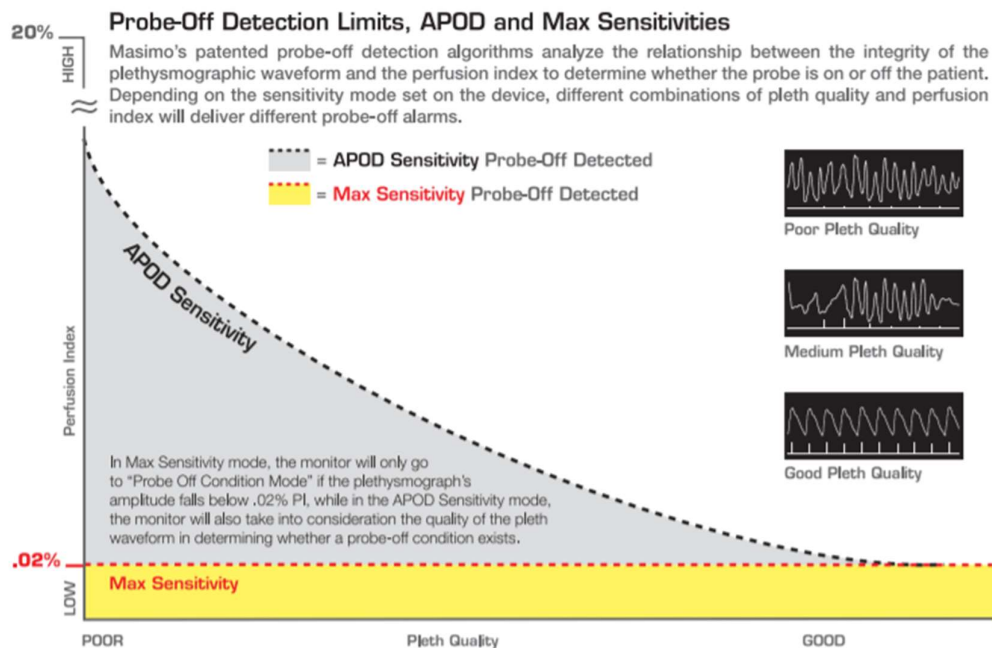 Probe-Off Detection Limits, APOD and Max Sensitivities
20%
HIGH
Masimo's patented probe-off detection algorithms analyze the relationship between the integrity of the
plethysmographic waveform and the perfusion index to determine whether the probe is on or off the patient.
Depending on the sensitivity mode set on the device, different combinations of pleth quality and perfusion
index will deliver different probe-off alarms.
= APOD Sensitivity Probe-Off Detected
= Max Sensitivity Probe-Off Detected
Poor Pleth Quality
APOD Sensitivity
Medium Pleth Quality
Perfusion Index
Good Pleth Quality
In Max Sensitivity mode, the monitor will only go
to “Probe Off Condition Mode” if the plethysmograph's
amplitude falls below .02% PI, while in the APOD Sensitivity mode,
the monitor will also take into consideration the quality of the pleth
waveform in determining whether a probe-off condition exists.
.02%
Max Sensitivity
LOW
POOR Pleth Quality GOOD